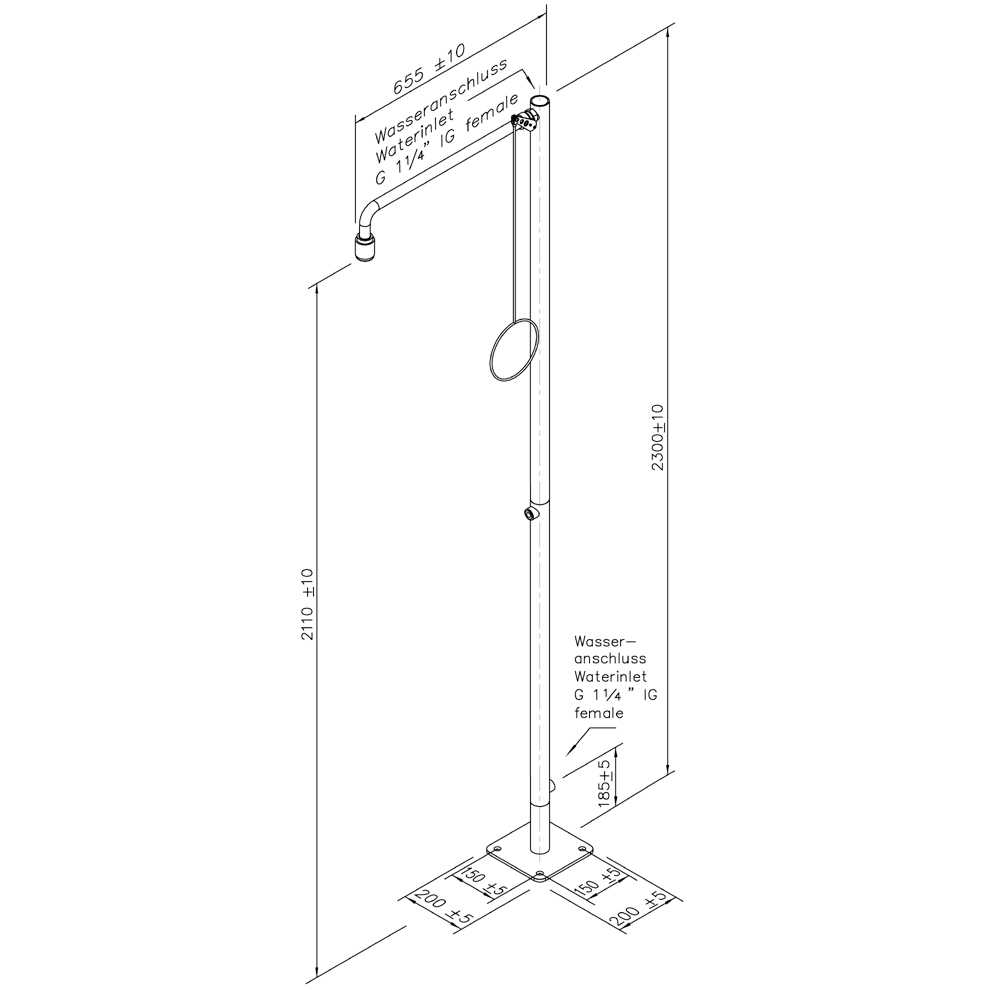 655 ±10
Wasseranschluss
Waterinlet
G 1¼" IG female
2300±10
2110 ±10
Wasser–
anschluss
Waterinlet
G 1¼ " IG
female
185±5
150 ±5
200 ±5
150 ±5
200 ±5